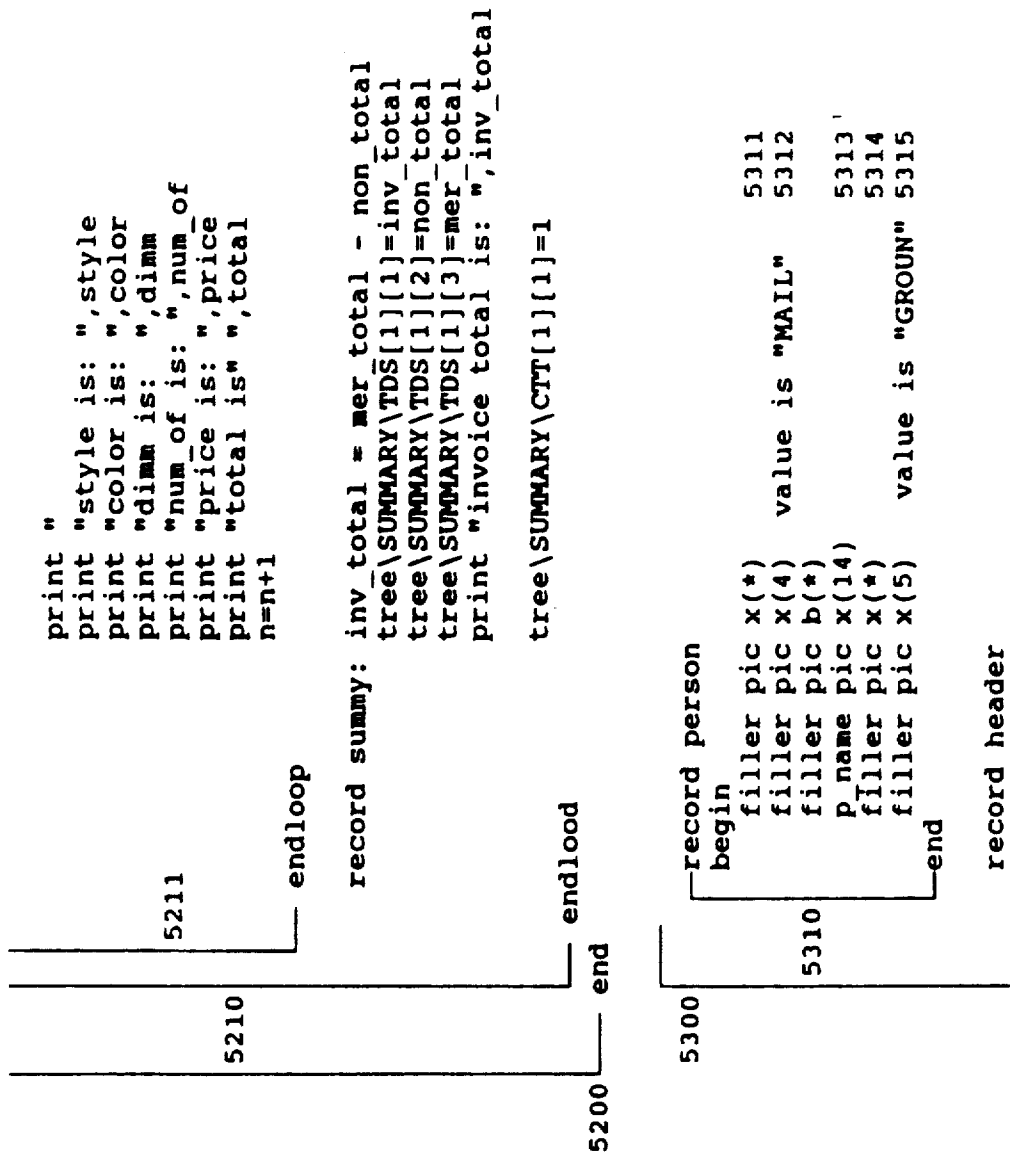 print "
print "style is: ",style
print "color is: ",color
print "dimm is: ",dimm
print "num_of is: ",num_of
print "price is: ",price
print "total is" ",total
n=n+1
5211
endloop
record summy: inv_total = mer_total - non_total
tree\SUMMARY\TDS[1][1]=inv_total
tree\SUMMARY\TDS[1][2]=non_total
tree\SUMMARY\TDS[1][3]=mer_total
print "invoice total is: ",inv_total
tree\SUMMARY\CTT[1][1]=1
5210
endlood
5200
end
5300
record person
begin
filler pic x(*) 5311
filler pic x(4) value is "MAIL" 5312
filler pic b(*)
p_name pic x(14) 5313
filler pic x(*) 5314
filler pic x(5) value is "GROUN" 5315
5310
end
record header